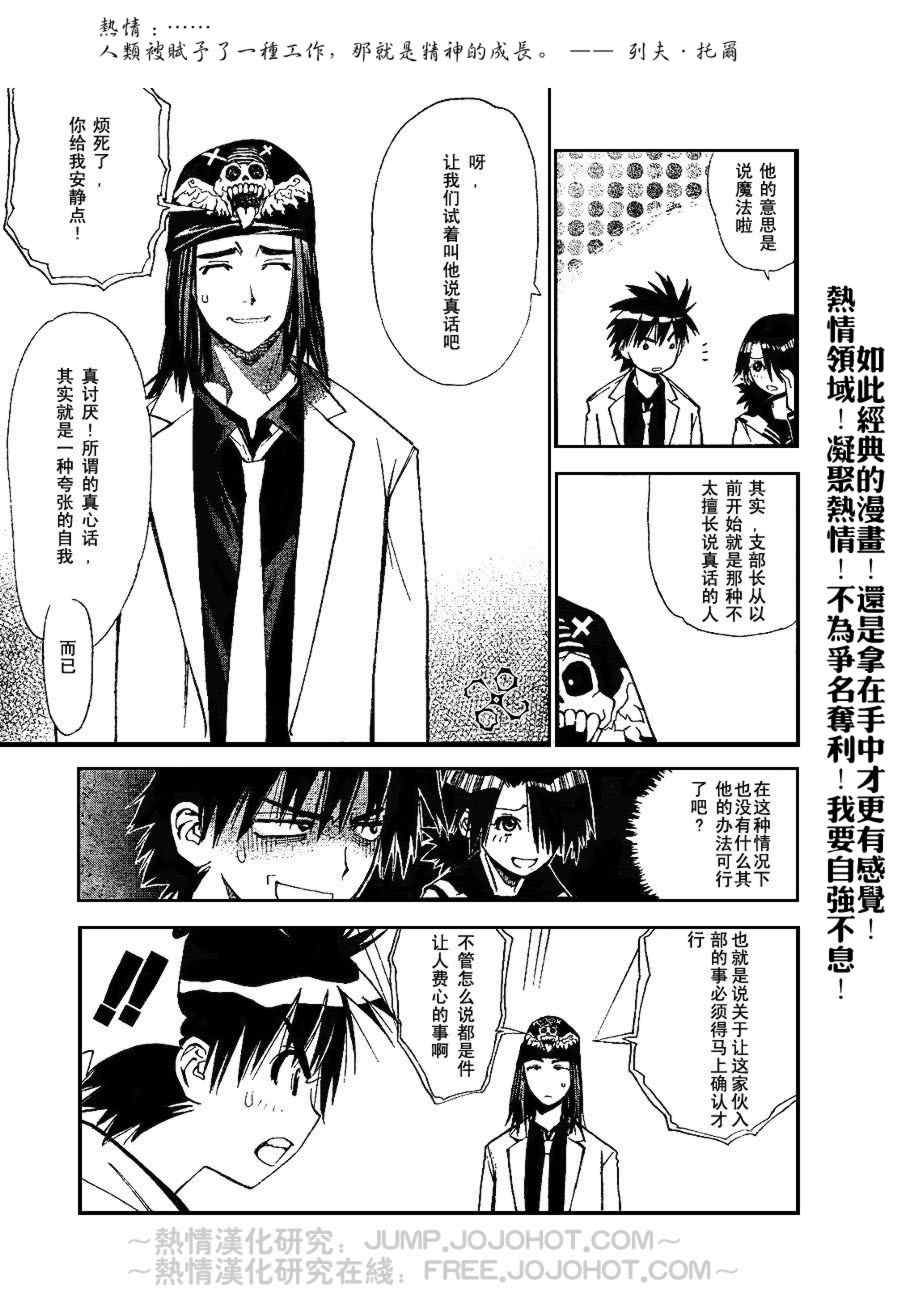 熱情：……
人類被賦予了一種工作，那就是精神的成長。 —— 列夫·托爾
他的意思是
说魔法啦
其实，支部长从以
前开始就是那种不
太擅长说真话的人
呀，
让我们试着叫他说真话吧
烦死了，
你给我安静点！
真讨厌！所谓的真心话，
其实就是一种夸张的自我
而已
在这种情况下
也没有什么其
他的办法可行
了吧？
也就是说关于让这家伙入
部的事必须得马上确认才
行
不管怎么说都是件
让人费心的事啊
!!
如此經典的漫畫！還是拿在手中才更有感覺！
熱情領域！凝聚熱情！不為爭名奪利！我要自強不息！
～熱情漢化研究：JUMP.JOJOHOT.COM～
～熱情漢化研究在綫：FREE.JOJOHOT.COM～